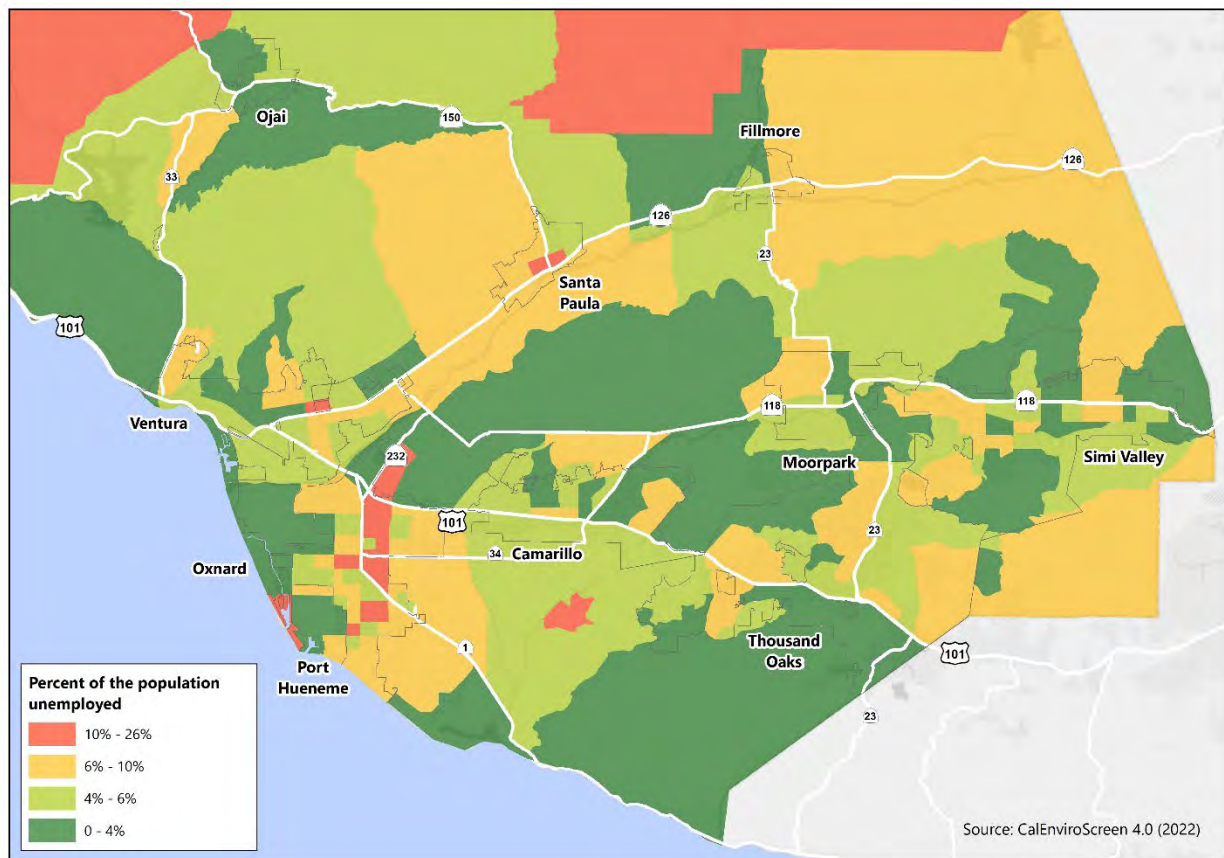 Ojai
150
Fillmore
33
126
126
23
Santa
Paula
101
118
118
Ventura
232
Moorpark
Simi Valley
101
23
34
Camarillo
Oxnard
Thousand
Oaks
1
101
Port
Hueneme
23
Percent of the population
unemployed
10% - 26%
6% - 10%
4% - 6%
0 - 4%
Source: CalEnviroScreen 4.0 (2022)